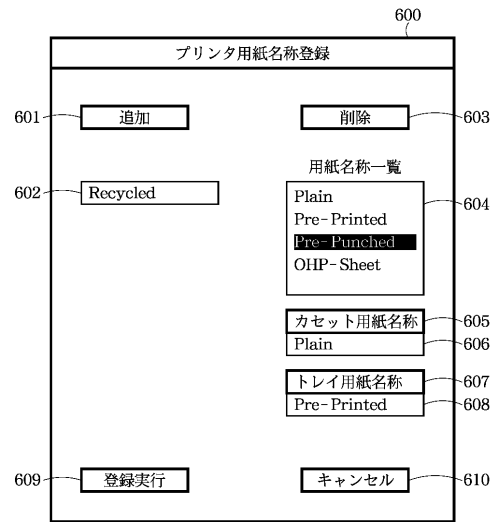 600
プリンタ用紙名称登録
601
追加
削除
603
用紙名称一覧
602
Recycled
Plain
604
Pre-Printed
Pre-Punched
OHP-Sheet
カセット用紙名称
605
Plain
606
トレイ用紙名称
607
Pre-Printed
608
609
登録実行
キャンセル
610